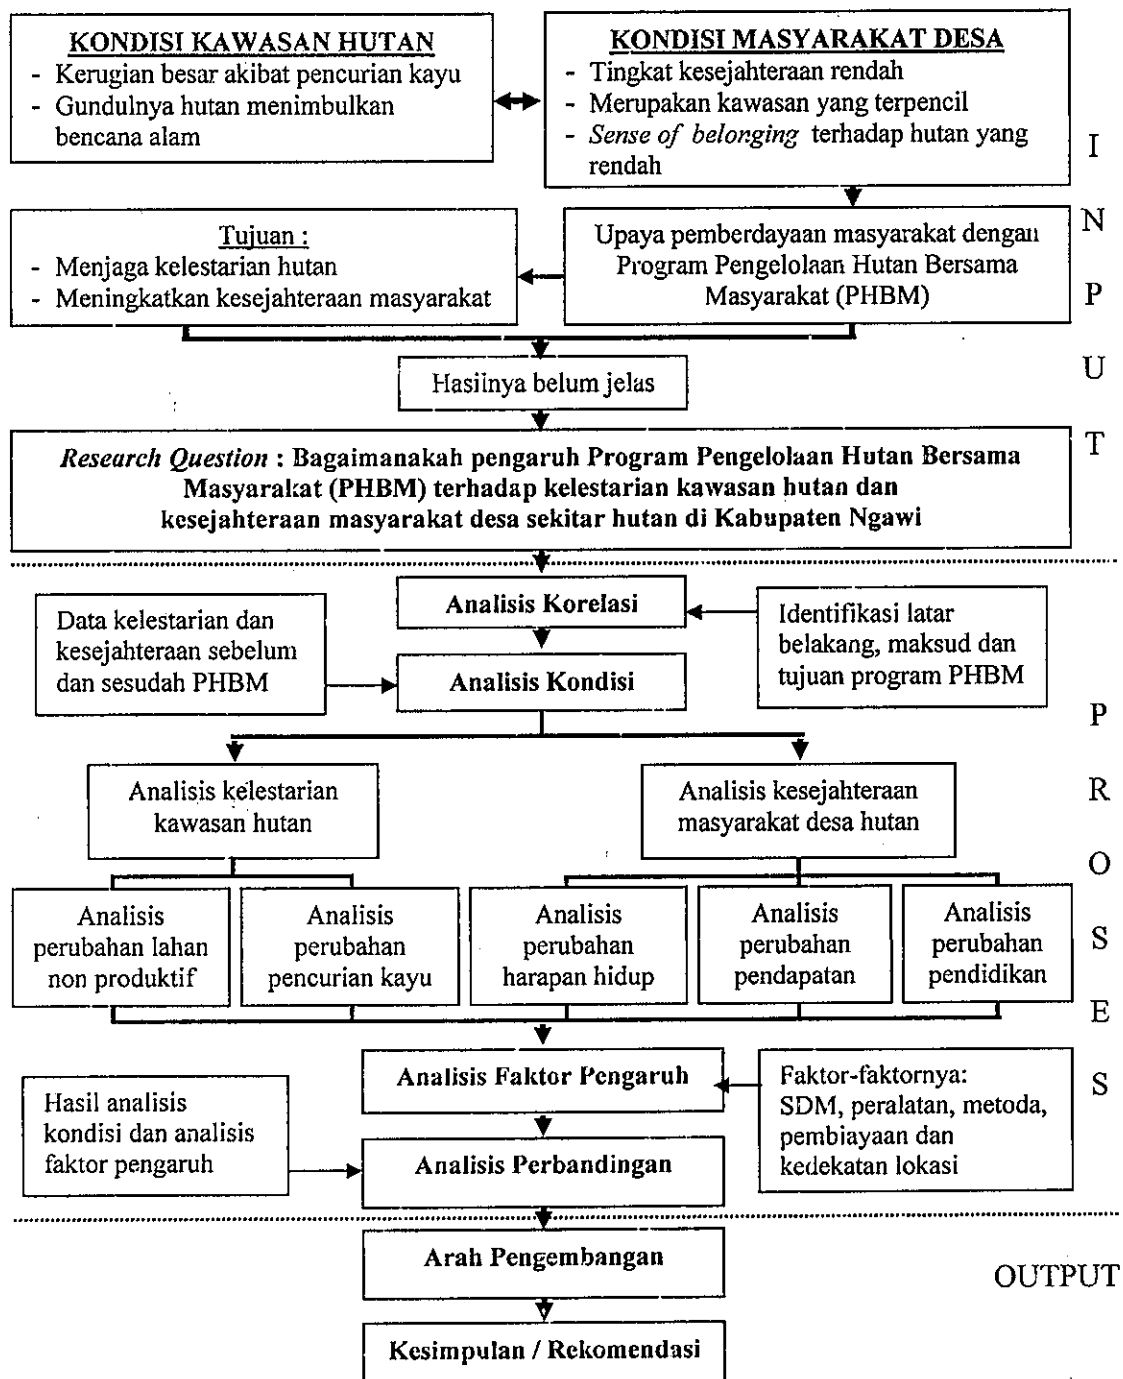 KONDISI KAWASAN HUTAN
- Kerugian besar akibat pencurian kayu
- Gundulnya hutan menimbulkan
bencana alam
KONDISI MASYARAKAT DESA
- Tingkat kesejahteraan rendah
- Merupakan kawasan yang terpencil
- Sense of belonging terhadap hutan yang
rendah
Tujuan :
- Menjaga kelestarian hutan
- Meningkatkan kesejahteraan masyarakat
Upaya pemberdayaan masyarakat dengan
Program Pengelolaan Hutan Bersama
Masyarakat (PHBM)
Hasilnya belum jelas
Research Question : Bagaimanakah pengaruh Program Pengelolaan Hutan Bersama
Masyarakat (PHBM) terhadap kelestarian kawasan hutan dan
kesejahteraan masyarakat desa sekitar hutan di Kabupaten Ngawi
I
N
P
U
T
Analisis Korelasi
Data kelestarian dan
kesejahteraan sebelum
dan sesudah PHBM
Identifikasi latar
belakang, maksud dan
tujuan program PHBM
Analisis Kondisi
Analisis kelestarian
kawasan hutan
Analisis kesejahteraan
masyarakat desa hutan
Analisis
perubahan lahan
non produktif
Analisis
perubahan
pencurian kayu
Analisis
perubahan
harapan hidup
Analisis
perubahan
pendapatan
Analisis
perubahan
pendidikan
Analisis Faktor Pengaruh
Hasil analisis
kondisi dan analisis
faktor pengaruh
Faktor-faktornya:
SDM, peralatan, metoda,
pembiayaan dan
kedekatan lokasi
Analisis Perbandingan
P
R
O
S
E
S
Arah Pengembangan
OUTPUT
Kesimpulan / Rekomendasi